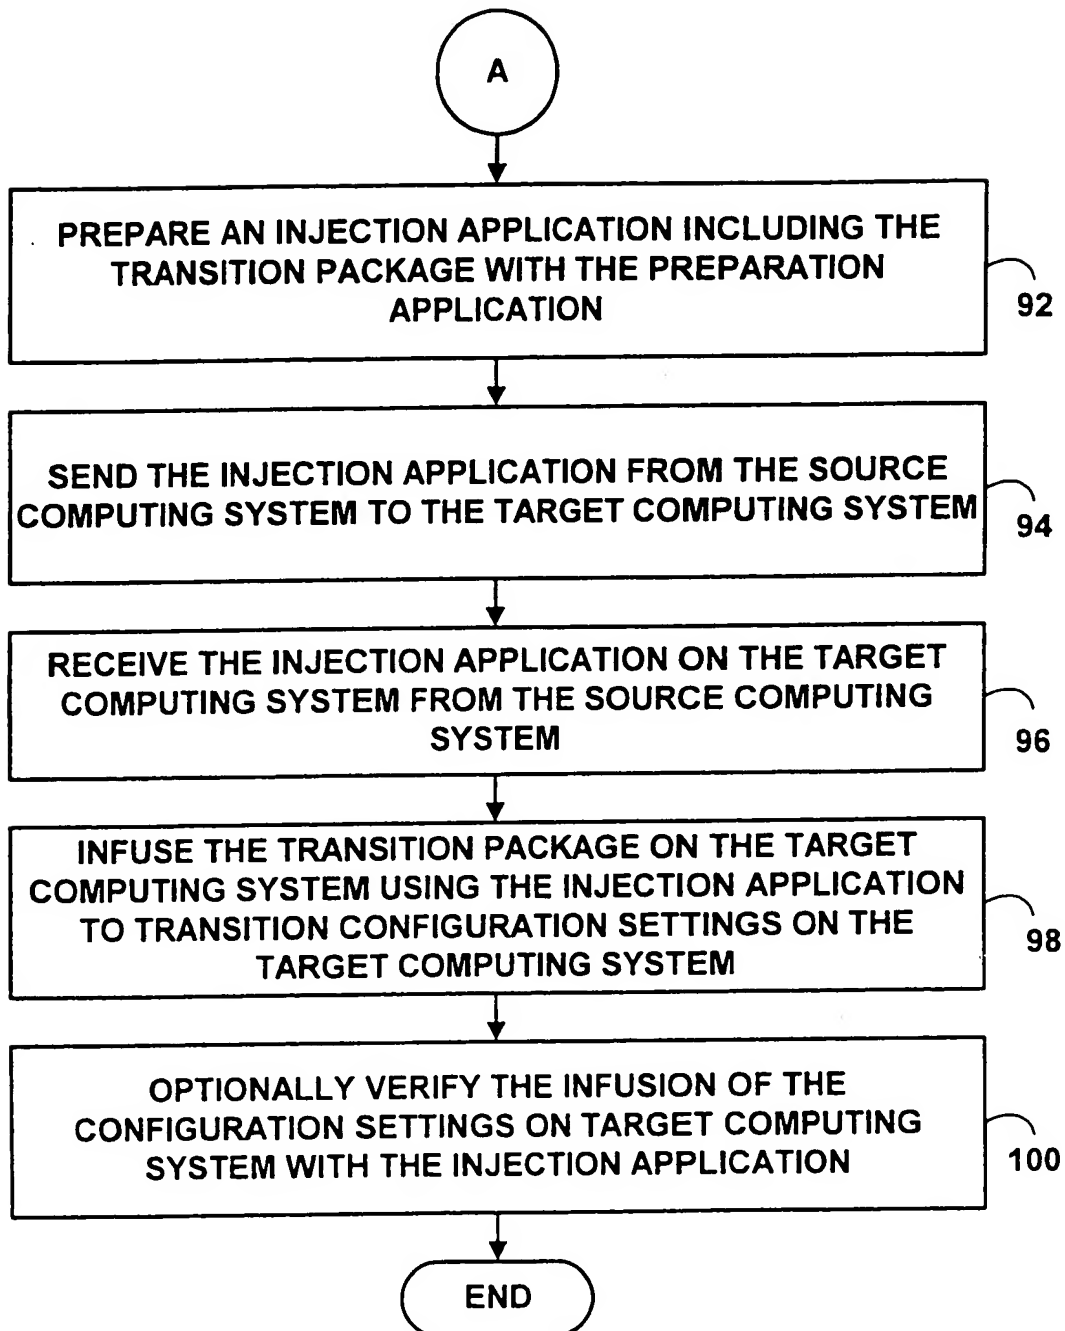 A
PREPARE AN INJECTION APPLICATION INCLUDING THE
TRANSITION PACKAGE WITH THE PREPARATION
APPLICATION
92
SEND THE INJECTION APPLICATION FROM THE SOURCE
COMPUTING SYSTEM TO THE TARGET COMPUTING SYSTEM
94
RECEIVE THE INJECTION APPLICATION ON THE TARGET
COMPUTING SYSTEM FROM THE SOURCE COMPUTING
SYSTEM
96
INFUSE THE TRANSITION PACKAGE ON THE TARGET
COMPUTING SYSTEM USING THE INJECTION APPLICATION
TO TRANSITION CONFIGURATION SETTINGS ON THE
TARGET COMPUTING SYSTEM
98
OPTIONALLY VERIFY THE INFUSION OF THE
CONFIGURATION SETTINGS ON TARGET COMPUTING
SYSTEM WITH THE INJECTION APPLICATION
100
END